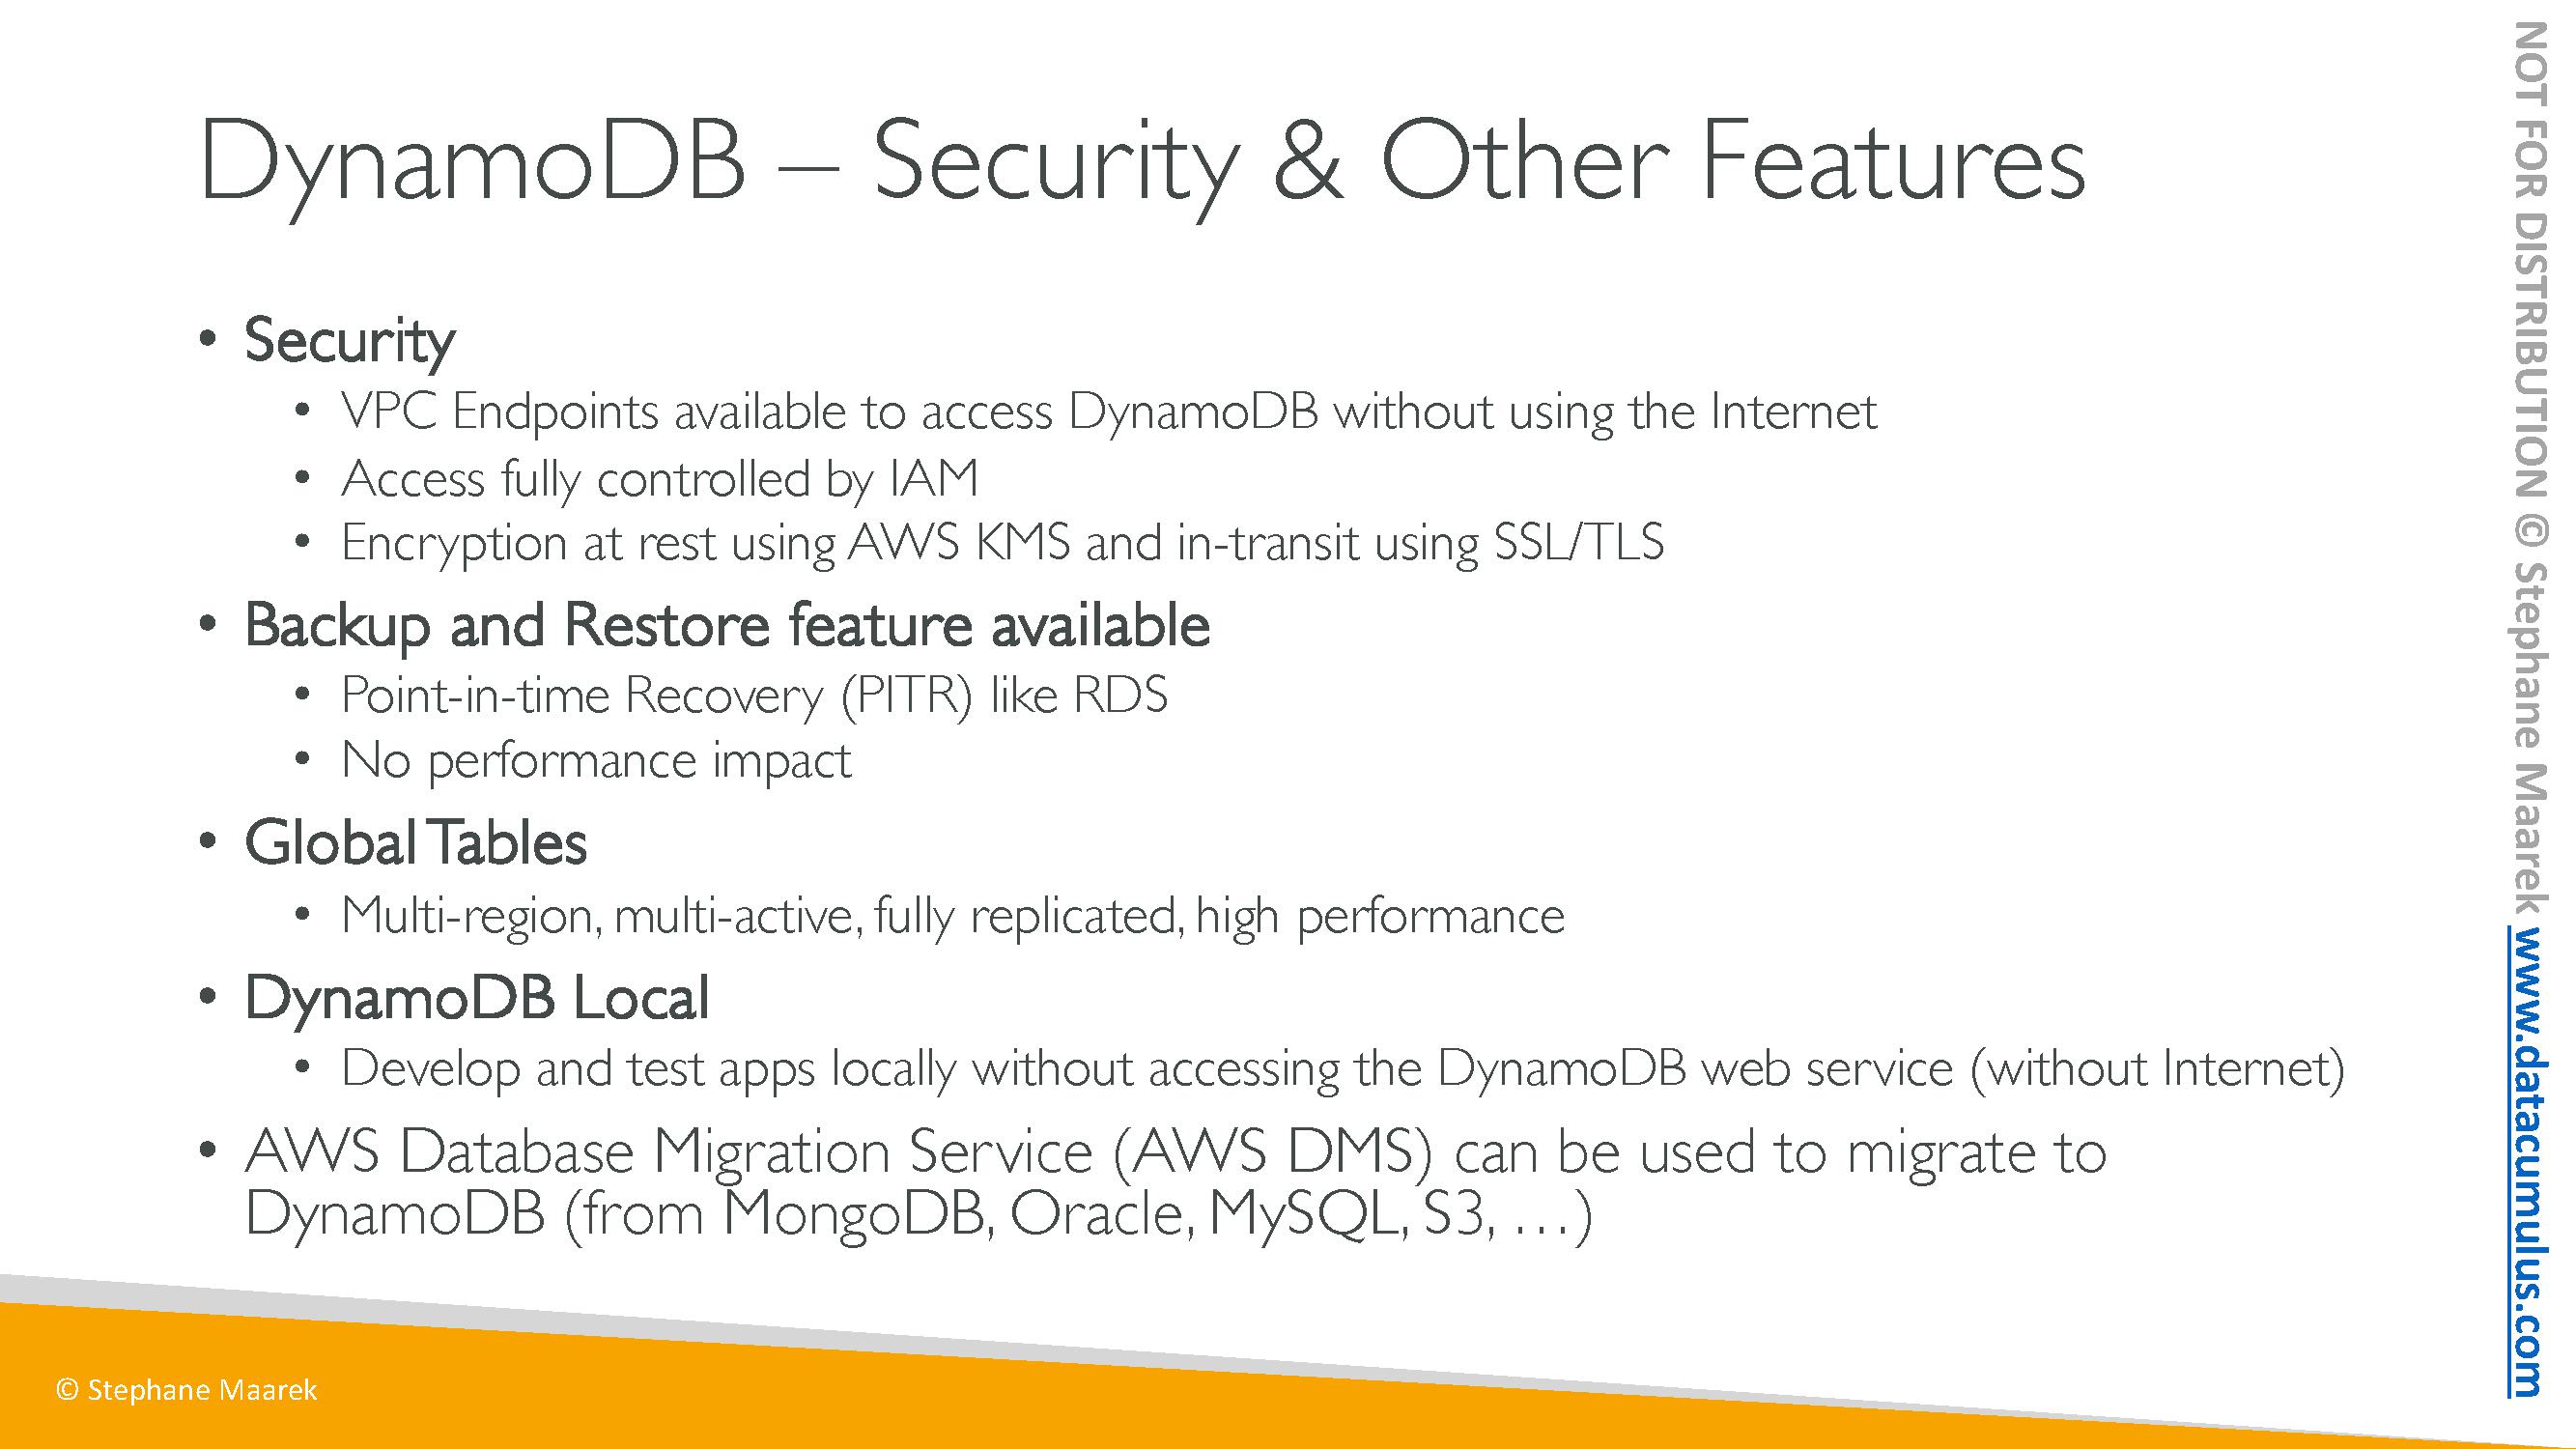 DynamoDB – Security & Other Features
• Security
• VPC Endpoints available to access DynamoDB without using the Internet
• Access fully controlled by IAM
• Encryption at rest using AWS KMS and in-transit using SSL/TLS
• Backup and Restore feature available
• Point-in-time Recovery (PITR) like RDS
• No performance impact
• Global Tables
• Multi-region, multi-active, fully replicated, high performance
• DynamoDB Local
• Develop and test apps locally without accessing the DynamoDB web service (without Internet)
• AWS Database Migration Service (AWS DMS) can be used to migrate to
DynamoDB (from MongoDB, Oracle, MySQL, S3, …)
© Stephane Maarek
NOT FOR DISTRIBUTION © Stephane Maarek www.datacumulus.com